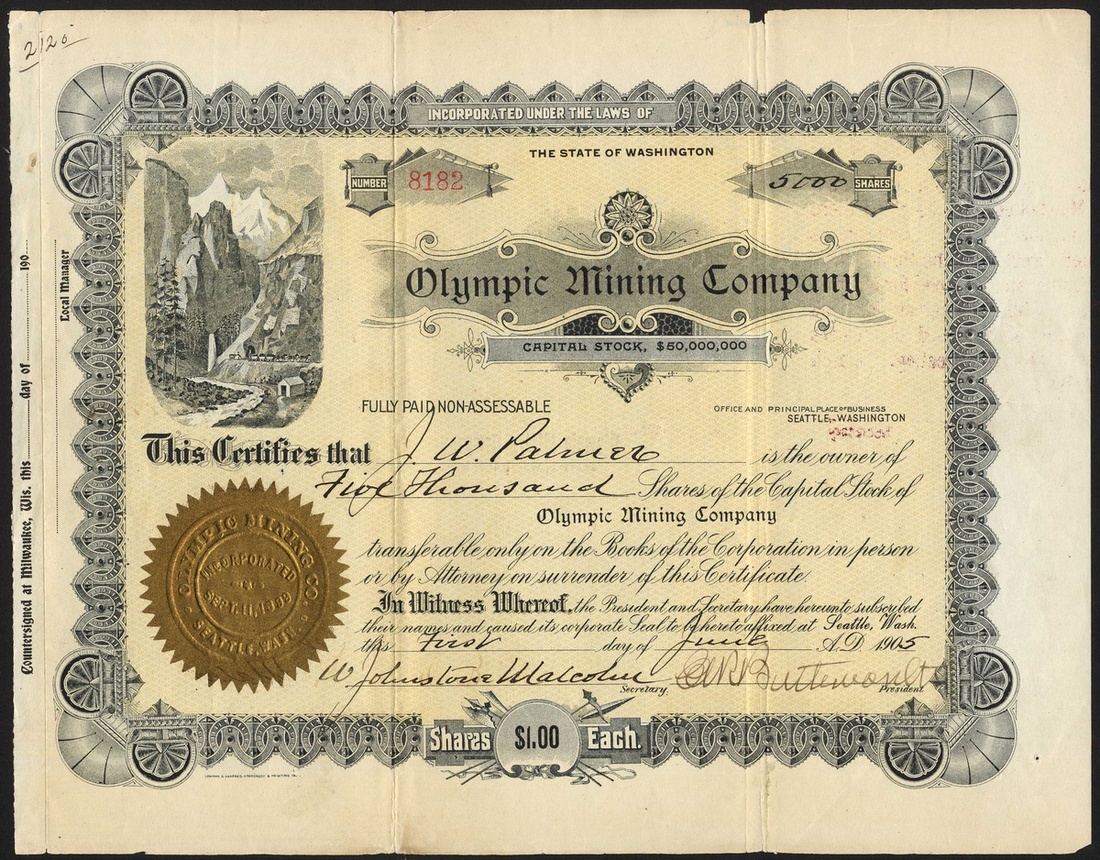 2120
INCORPORATED UNDER THE LAWS OF
THE STATE OF WASHINGTON
NUMBER 8182
5000 SHARES
Olympic Mining Company
CAPITAL STOCK, $50,000,000
FULLY PAID NON-ASSESSABLE
OFFICE AND PRINCIPAL PLACE OF BUSINESS
SEATTLE, WASHINGTON
This Certifies that J. W. Palmer is the owner of
Five Thousand Shares of the Capital Stock of
Olympic Mining Company
transferable only on the Books of the Corporation in person
or by Attorney on surrender of this Certificate.
In Witness Whereof, the President and Secretary have hereunto subscribed
their names and caused its corporate Seal to be hereto affixed at Seattle, Wash.
this First day of June A.D. 1905
W Johnstone Malcolm
Secretary.
President
OLYMPIC MINING CO.
INCORPORATED
SEPT. 11, 1899
SEATTLE, WASH.
Shares $1.00 Each.
Countersigned at Milwaukee, Wis. this day of 190
Local Manager